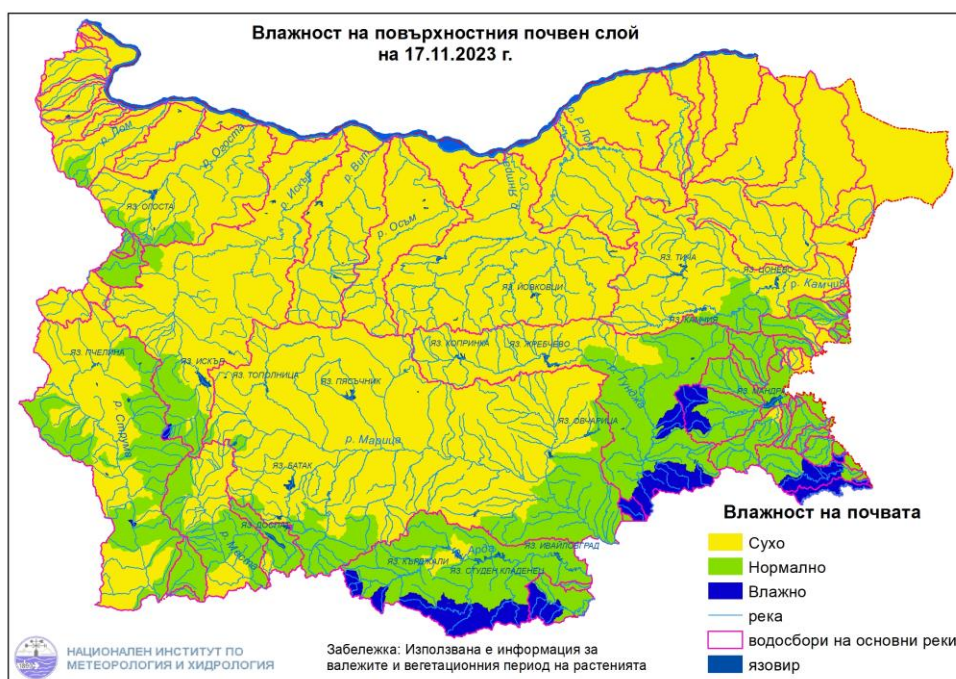 Влажност на повърхностния почвен слой
на 17.11.2023 г.
р. Лом
р. Огоста
р. Искър
р. Вит
р. Осъм
р. Р. Лом
ЯЗ. ОГОСТА
ЯЗ. ТИЧА
ЯЗ. ЦОНЕВО
р. Камчия
ЯЗ. ЙОВКОВЦИ
ЯЗ. КАМЧИЯ
ЯЗ. ПЧЕЛИНА
ЯЗ. ИСКЪР
ЯЗ. ТОПОЛНИЦА
ЯЗ. ПЯСЪЧНИК
ЯЗ. КОПРИНКА
ЯЗ. ЖРЕБЧЕВО
р. Тунджа
ЯЗ. МАНДРА
р. Струма
р. Марица
ЯЗ. ОВЧАРИЦА
ЯЗ. БАТАК
ЯЗ. ДОСПАТ
р. Места
р. Арда
ЯЗ. ИВАЙЛОВГРАД
ЯЗ. КЪРДЖАЛИ
ЯЗ. СТУДЕН КЛАДЕНЕЦ
Влажност на почвата
Сухо
Нормално
Влажно
река
водосбори на основни реки
язовир
НАЦИОНАЛЕН ИНСТИТУТ ПО
МЕТЕОРОЛОГИЯ И ХИДРОЛОГИЯ
Забележка: Използвана е информация за
валежите и вегетационния период на растенията